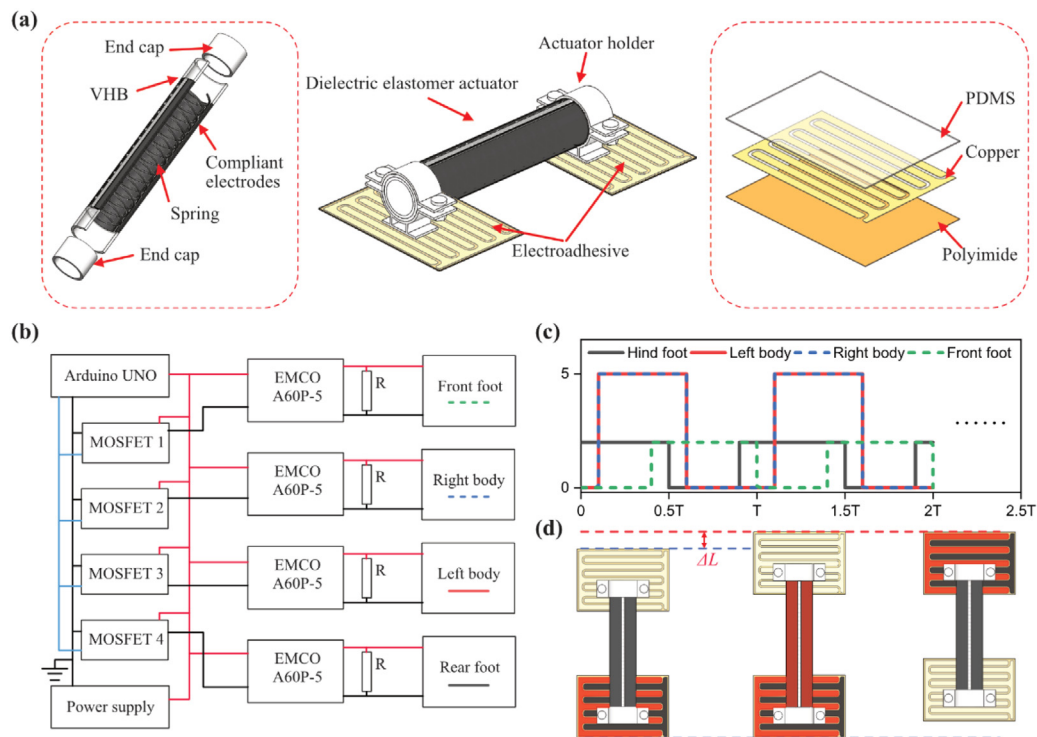 (a)
End cap
VHB
Compliant
electrodes
Spring
End cap
Dielectric elastomer actuator
Actuator holder
Electroadhesive
PDMS
Copper
Polyimide
(b)
Arduino UNO
MOSFET 1
MOSFET 2
MOSFET 3
MOSFET 4
Power supply
EMCO
A60P-5
R
Front foot
EMCO
A60P-5
R
Right body
EMCO
A60P-5
R
Left body
EMCO
A60P-5
R
Rear foot
(c)
Hind foot Left body Right body Front foot
5
0
0 0.5T T 1.5T 2T 2.5T
......
(d)
ΔL